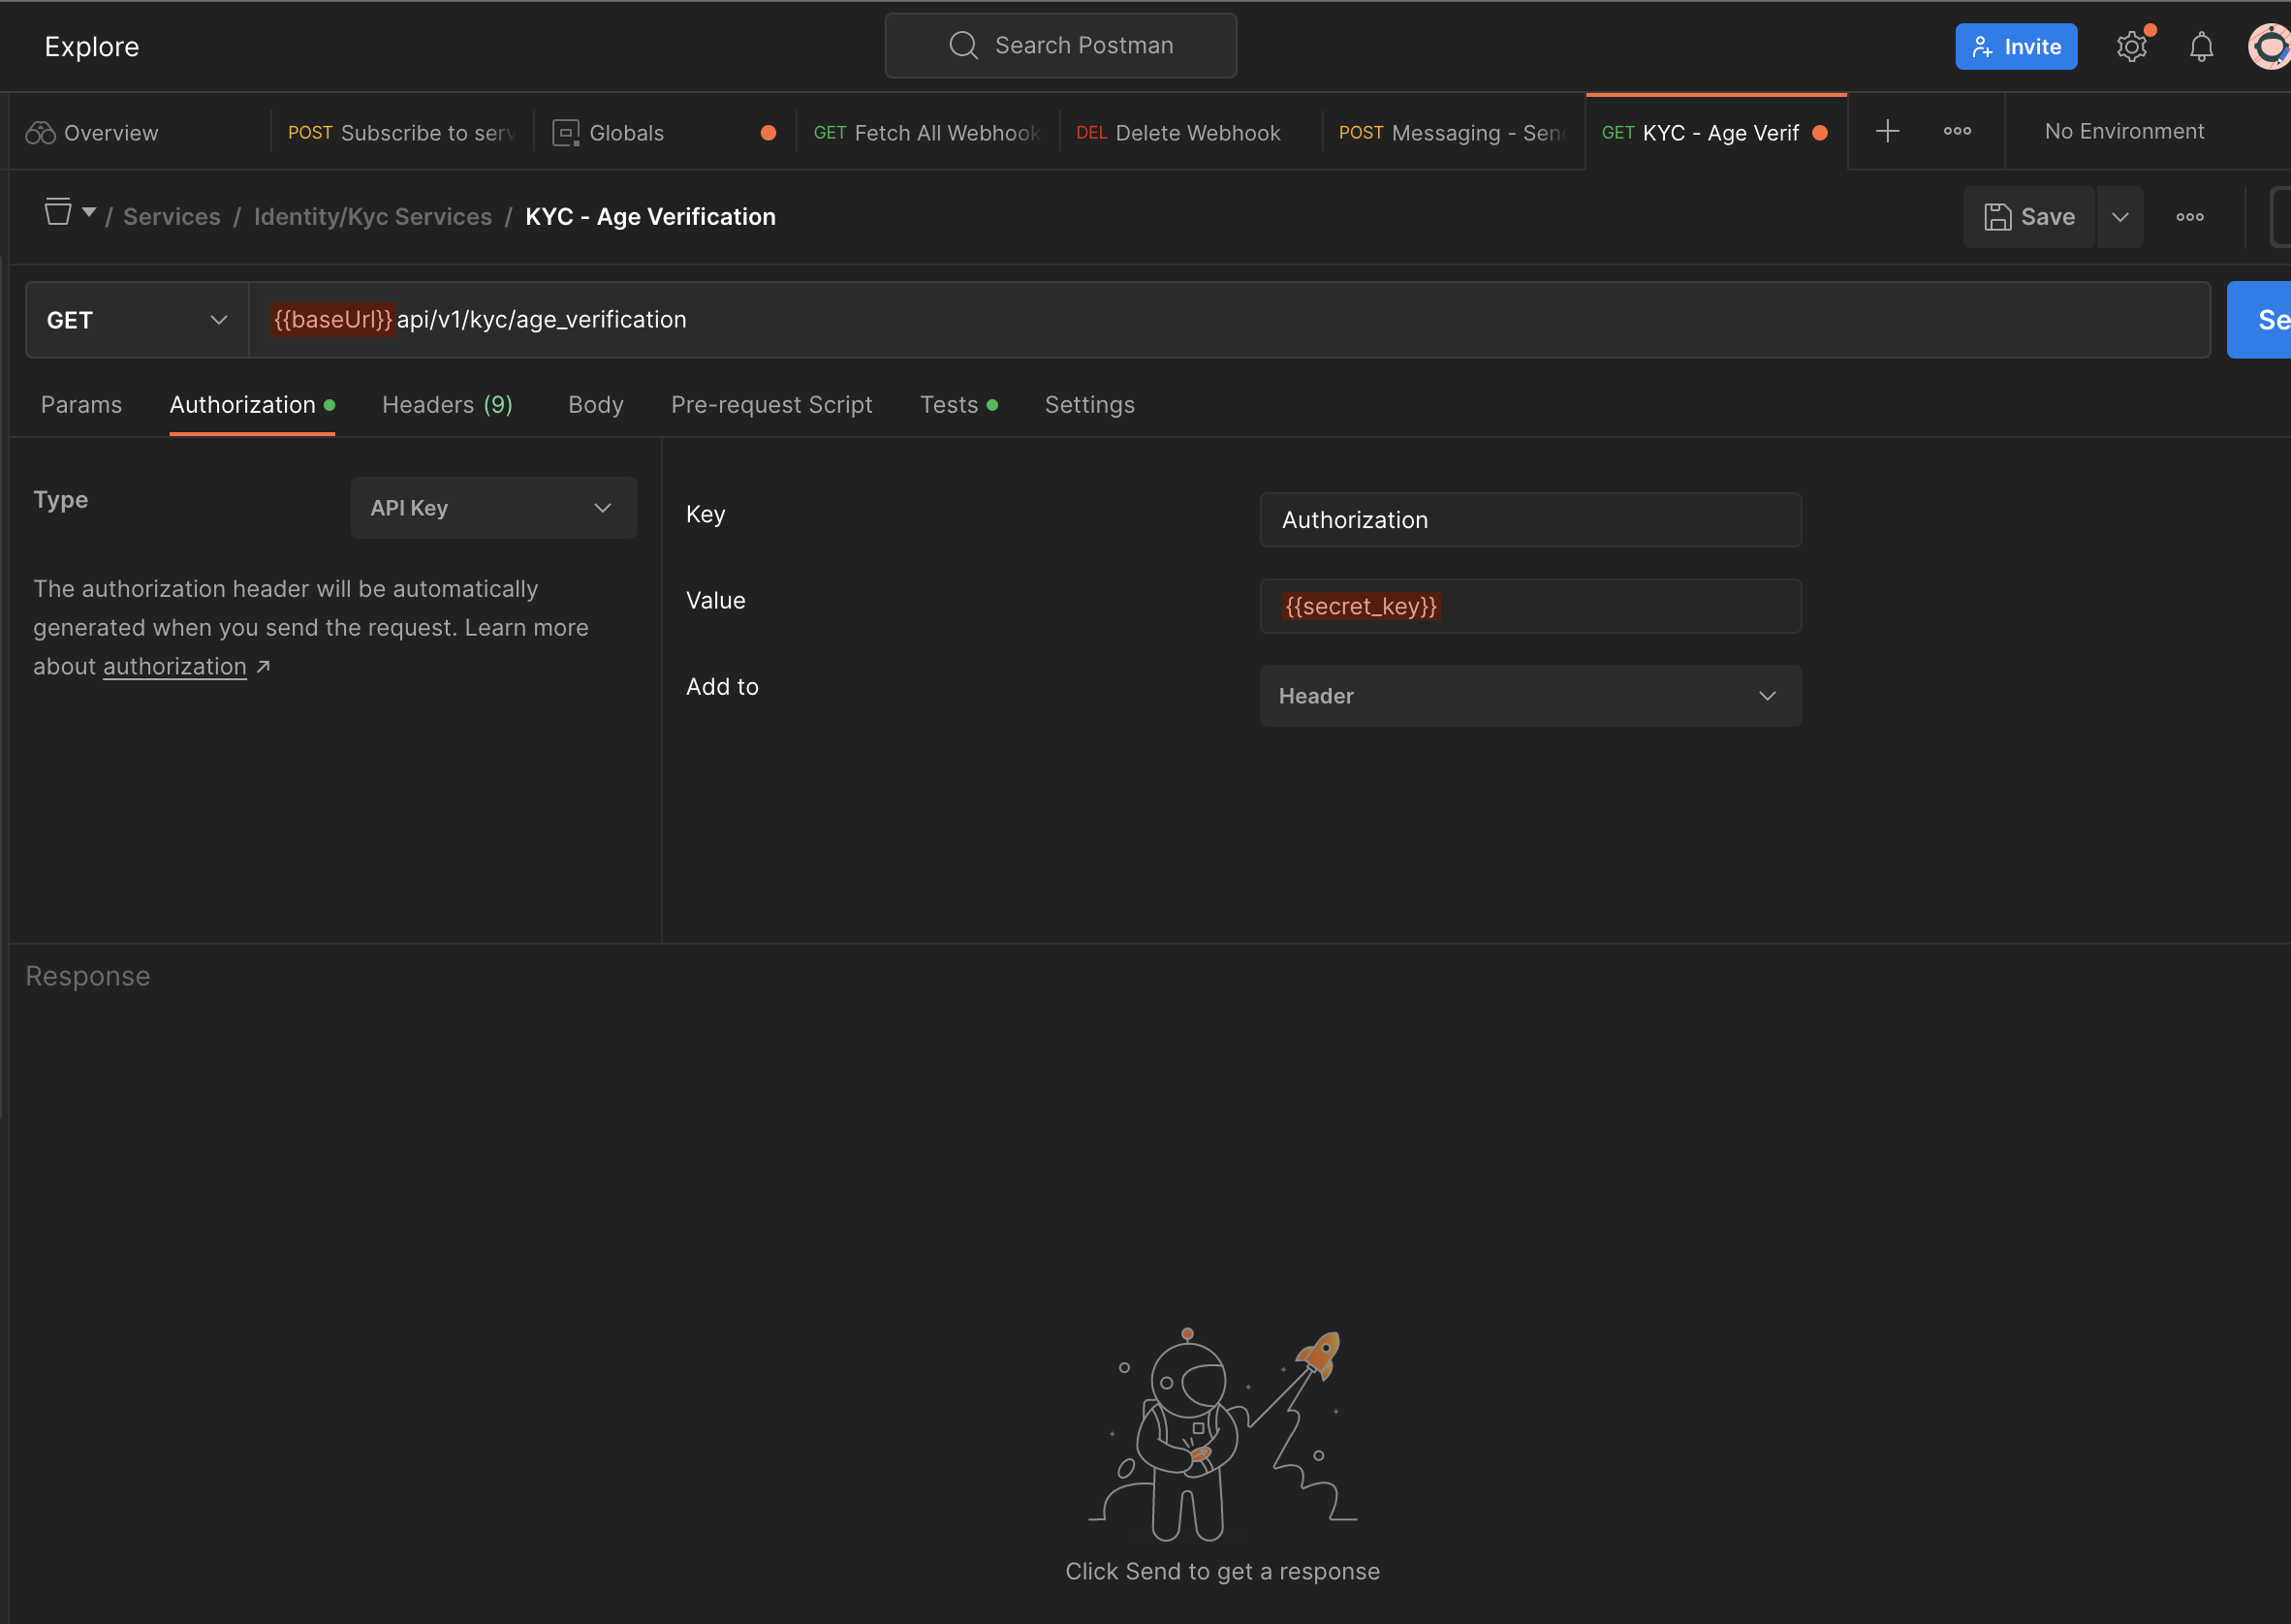 Explore
Search Postman
Invite
Overview
POST Subscribe to serv
Globals
GET Fetch All Webhook
DEL Delete Webhook
POST Messaging - Send
GET KYC - Age Verif
No Environment
/ Services / Identity/Kyc Services / KYC - Age Verification
Save
GET
{{baseUrl}}api/v1/kyc/age_verification
Se
Params
Authorization
Headers (9)
Body
Pre-request Script
Tests
Settings
Type
API Key
The authorization header will be automatically
generated when you send the request. Learn more
about authorization ↗
Key
Authorization
Value
{{secret_key}}
Add to
Header
Response
Click Send to get a response